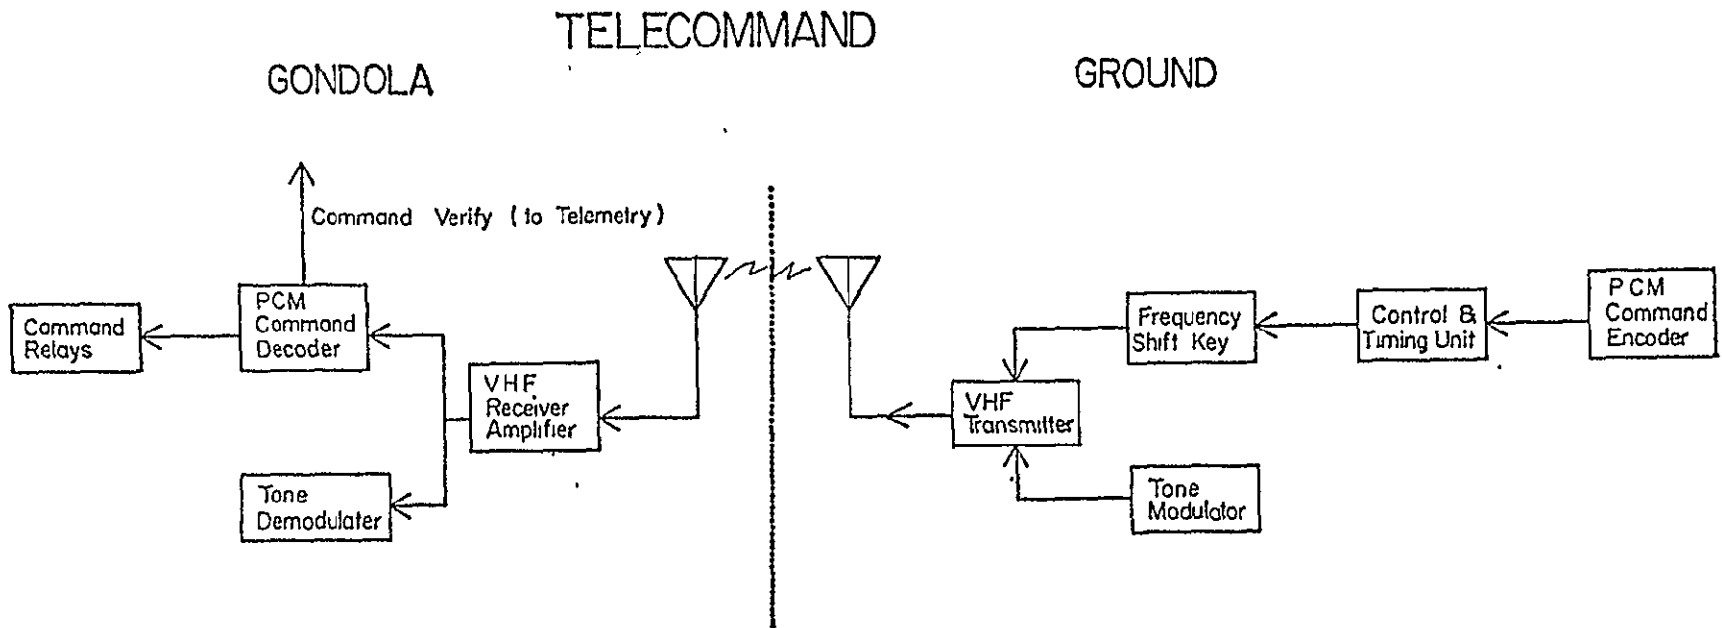 TELECOMMAND
GONDOLA
GROUND
Command Verify (to Telemetry)
PCM
Command
Decoder
Command
Relays
VHF
Receiver
Amplifier
Tone
Demodulater
Frequency
Shift Key
Control &
Timing Unit
PCM
Command
Encoder
VHF
Transmitter
Tone
Modulator